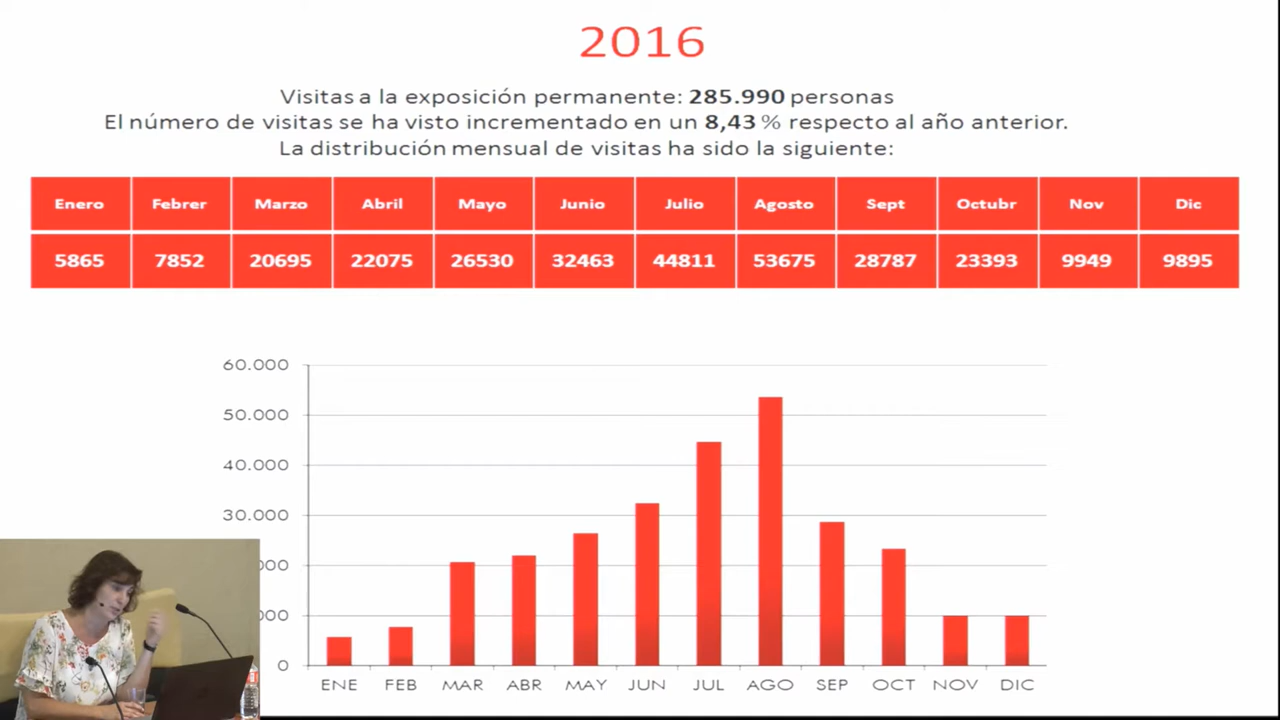 2016
Visitas a la exposición permanente: 285.990 personas
El número de visitas se ha visto incrementado en un 8,43 % respecto al año anterior.
La distribución mensual de visitas ha sido la siguiente:
Enero Febrer Marzo Abril Mayo Junio Julio Agosto Sept Octubr Nov Dic
5865 7852 20695 22075 26530 32463 44811 53675 28787 23393 9949 9895
60.000
50.000
40.000
30.000
000
000
0
ENE FEB MAR ABR MAY JUN JUL AGO SEP OCT NOV DIC